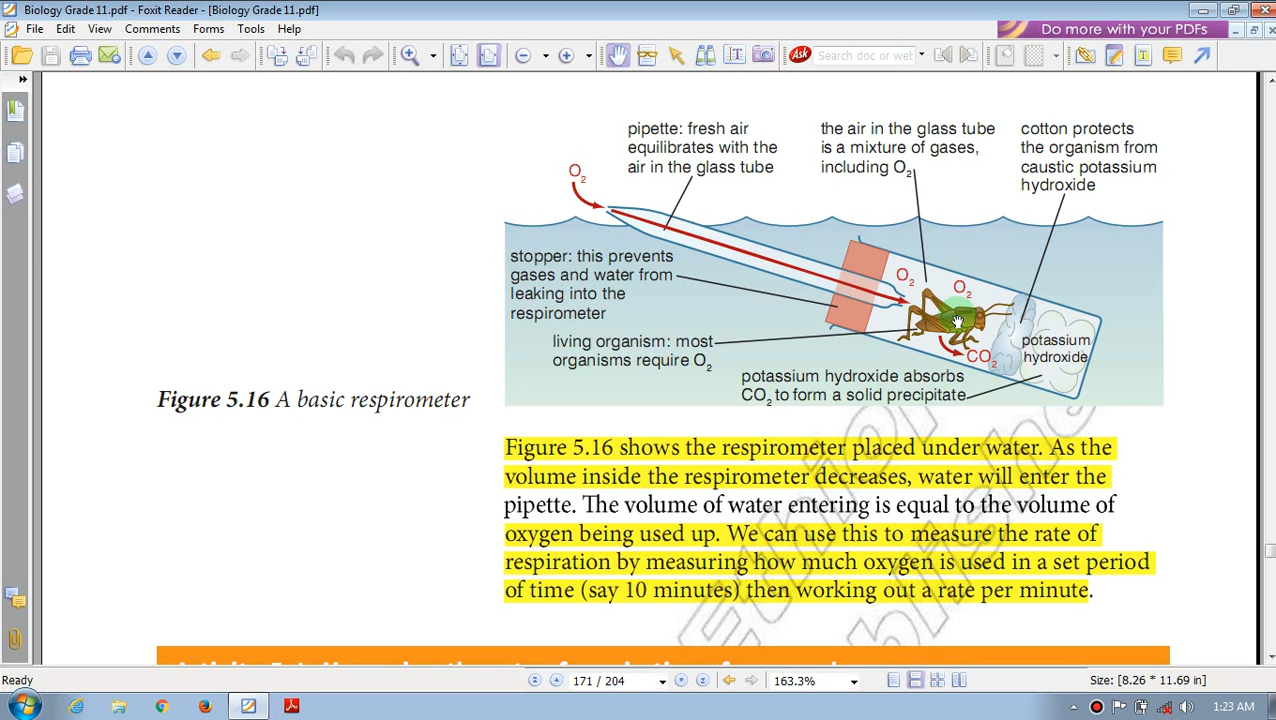 Biology Grade 11.pdf - Foxit Reader - [Biology Grade 11.pdf]
File Edit View Comments Forms Tools Help
Do more with your PDFs
Ask Search doc or wet
pipette: fresh air
equilibrates with the
air in the glass tube
the air in the glass tube
is a mixture of gases,
including O2
cotton protects
the organism from
caustic potassium
hydroxide
O2
stopper: this prevents
gases and water from
leaking into the
respirometer
O2
O2
living organism: most
organisms require O2
CO2
potassium
hydroxide
potassium hydroxide absorbs
CO2 to form a solid precipitate
Figure 5.16 A basic respirometer
Figure 5.16 shows the respirometer placed under water. As the
volume inside the respirometer decreases, water will enter the
pipette. The volume of water entering is equal to the volume of
oxygen being used up. We can use this to measure the rate of
respiration by measuring how much oxygen is used in a set period
of time (say 10 minutes) then working out a rate per minute.
Ready
171 / 204
163.3%
Size: [8.26 * 11.69 in]
1:23 AM